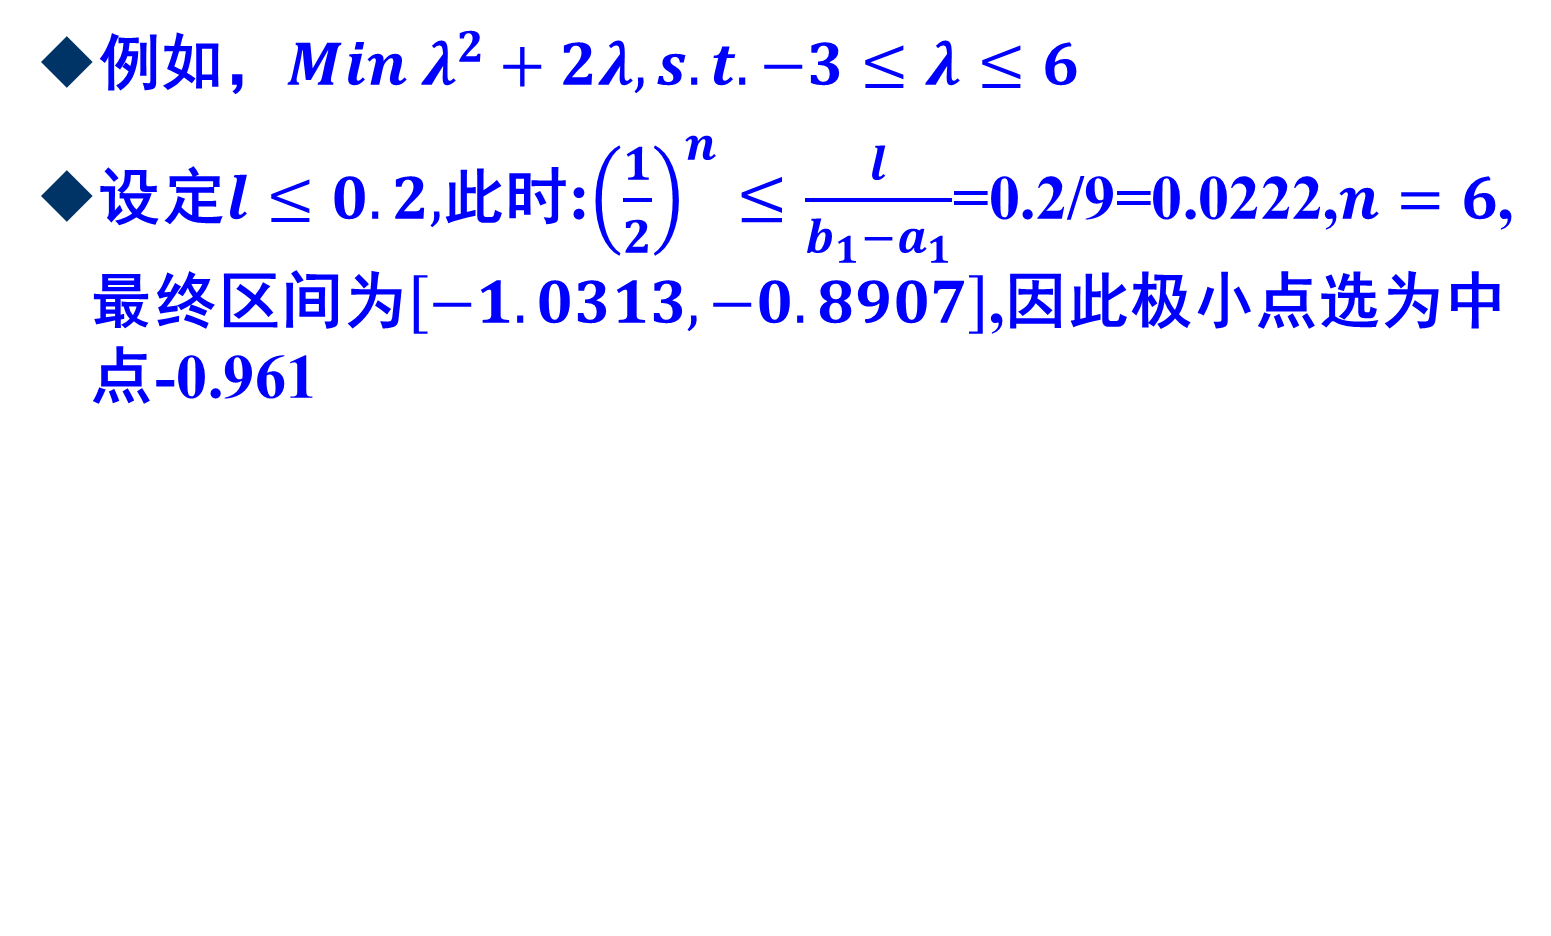 ◆例如，Min λ² + 2λ, s.t. −3 ≤ λ ≤ 6
◆设定l ≤ 0.2,此时:(1/2)ⁿ ≤ l/(b₁−a₁)=0.2/9=0.0222,n = 6,
最终区间为[−1.0313,−0.8907],因此极小点选为中
点-0.961